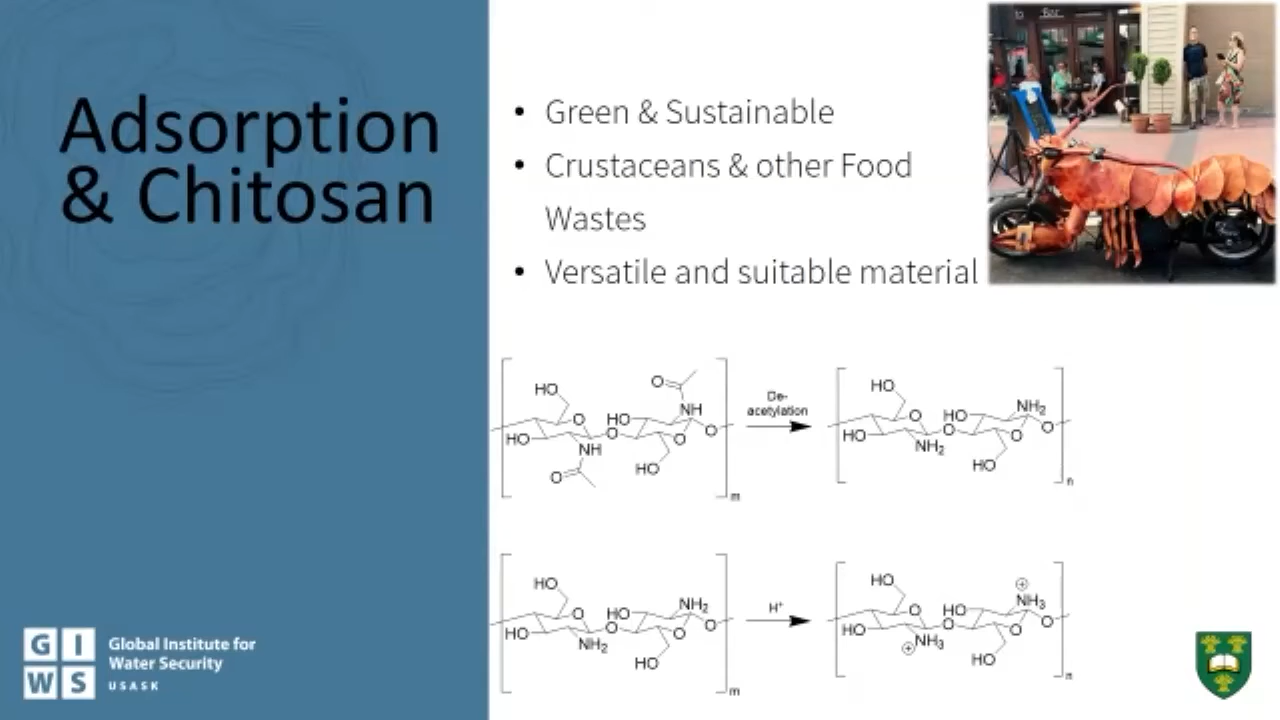 Adsorption
& Chitosan
• Green & Sustainable
• Crustaceans & other Food
Wastes
• Versatile and suitable material
Bar
HO
O
NH
HO
O
HO
O
NH
O
HO
O
O
HO
m
De-
acetylation
HO
O
HO
NH₂
O
HO
NH₂
O
O
HO
n
HO
O
HO
NH₂
O
HO
NH₂
O
O
HO
m
H⁺
HO
O
HO
⊕
NH₃
O
HO
⊕
NH₃
O
O
HO
n
G I
W S
Global Institute for
Water Security
USASK